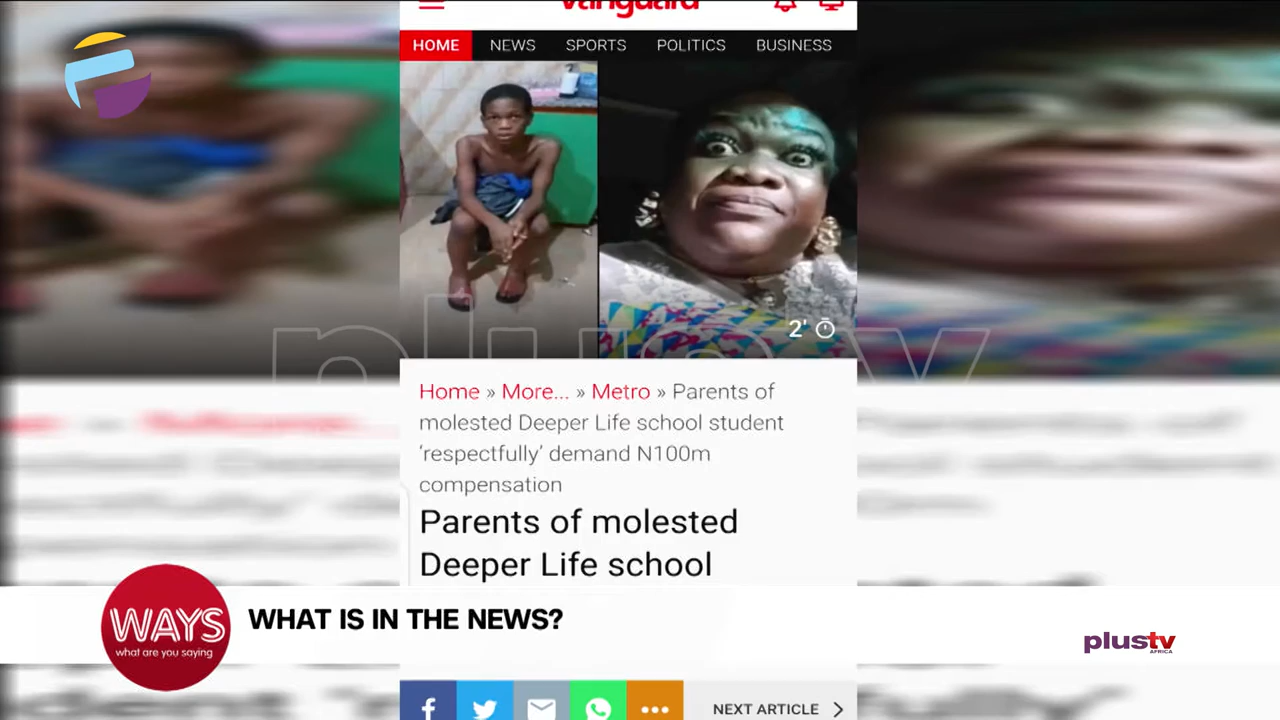 vanguard
HOME NEWS SPORTS POLITICS BUSINESS
2'
Home » More... » Metro » Parents of
molested Deeper Life school student
‘respectfully’ demand N100m
compensation
Parents of molested
Deeper Life school
WAYS
what are you saying
WHAT IS IN THE NEWS?
plustv
AFRICA
NEXT ARTICLE